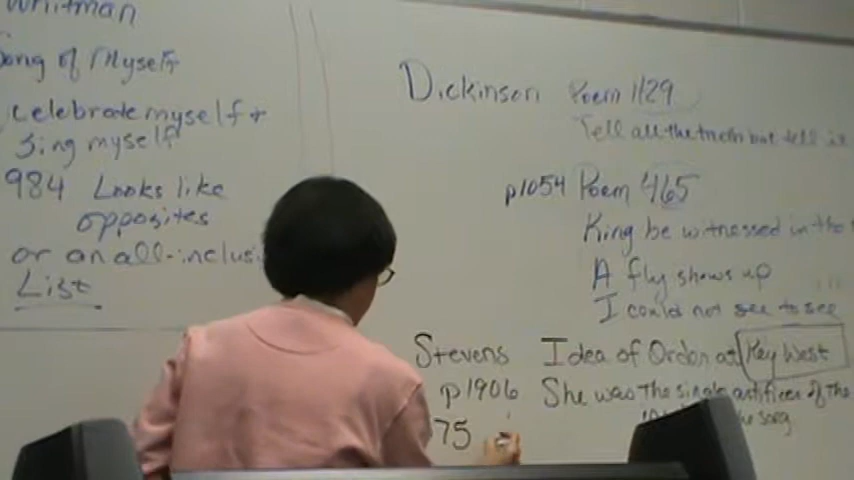 Whitman
Song of Myself
celebrate myself +
sing myself
984 Looks like
opposites
or an all-inclusi
List
Dickinson Poem 1129
Tell all the truth but tell it
p1054 Poem 465
King be witnessed in the
A fly shows up
I could not see to see
Stevens Idea of Order at Key West
p1906 She was the single artificer of the
75 song